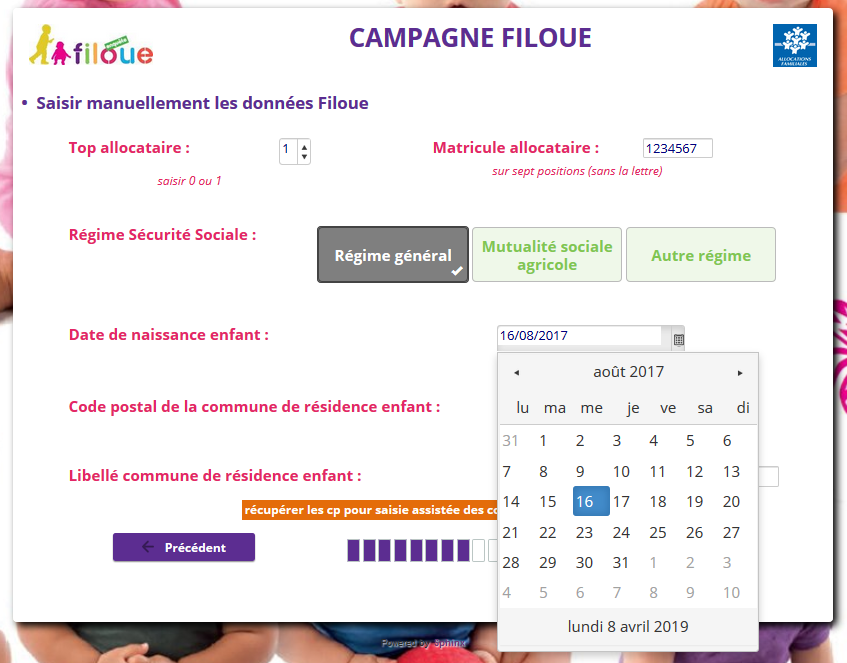 enquête
filoue
CAMPAGNE FILOUE
ALLOCATIONS
FAMILIALES
• Saisir manuellement les données Filoue
Top allocataire :
1
Matricule allocataire :
1234567
saisir 0 ou 1
sur sept positions (sans la lettre)
Régime Sécurité Sociale :
Régime général
Mutualité sociale
agricole
Autre régime
Date de naissance enfant :
16/08/2017
août 2017
lu ma me je ve sa di
31 1 2 3 4 5 6
7 8 9 10 11 12 13
14 15 16 17 18 19 20
21 22 23 24 25 26 27
28 29 30 31 1 2 3
4 5 6 7 8 9 10
lundi 8 avril 2019
Code postal de la commune de résidence enfant :
Libellé commune de résidence enfant :
récupérer les cp pour saisie assistée des
Précédent
Powered by Sphinx